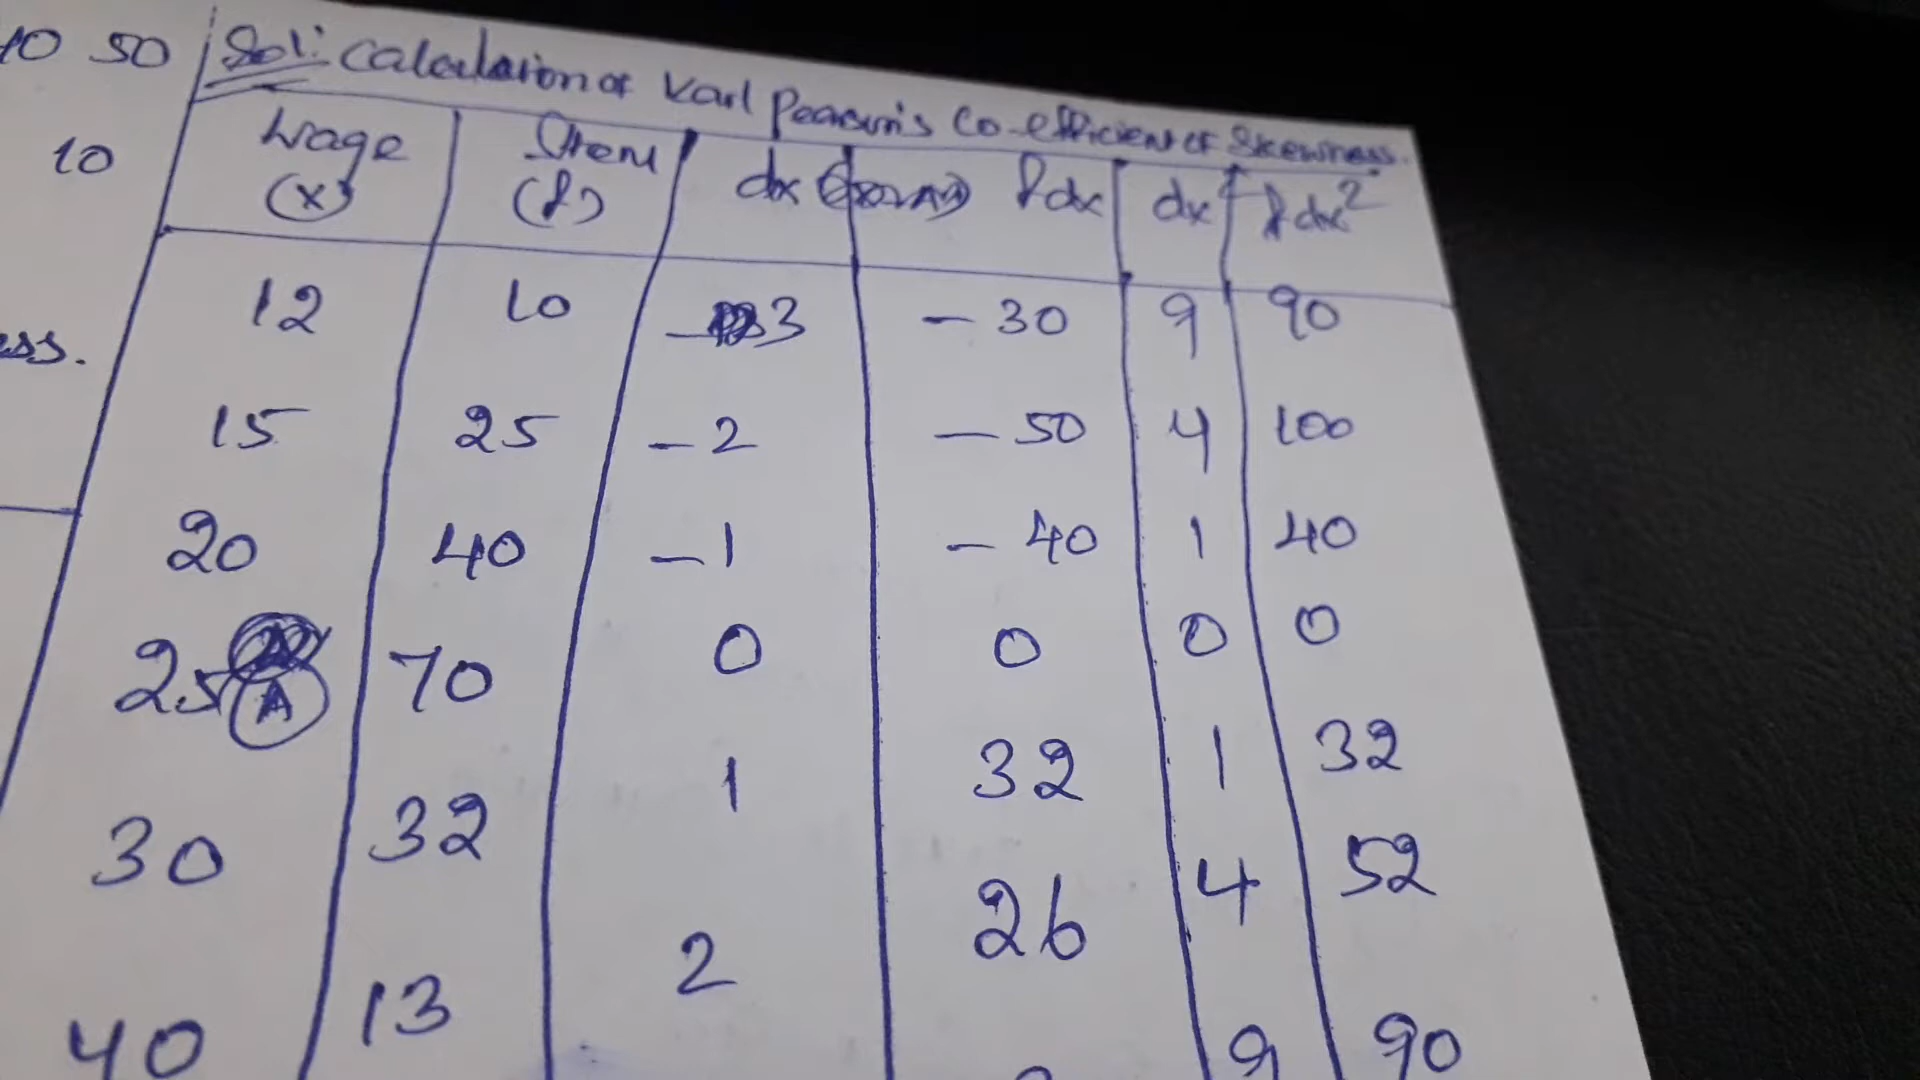 10 50
10
ess.
Sol: Calculation of Karl Pearson's Co-efficient of Skewness.
Wage (x) Item (f) dx fdx dx² fdx²
12 10 -3 -30 9 90
15 25 -2 -50 4 100
20 40 -1 -40 1 40
25 A 70 0 0 0 0
30 32 1 32 1 32
40 13 2 26 4 52
9 90